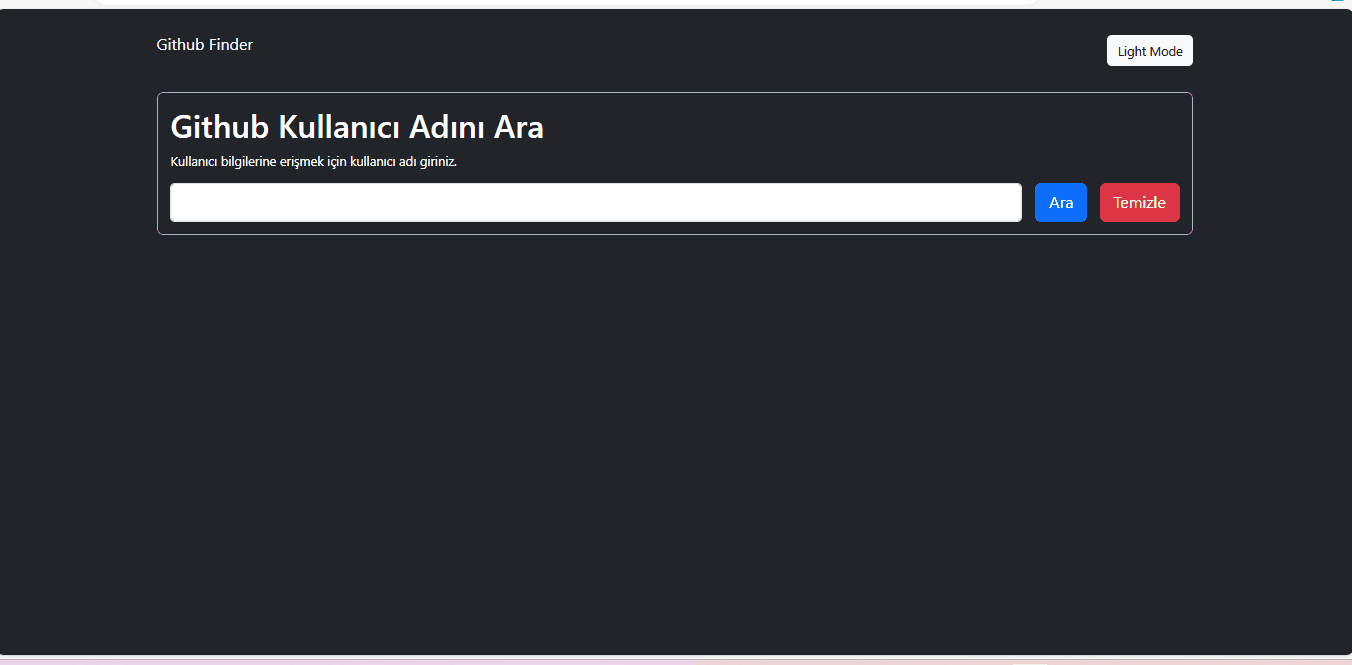 Github Finder
Light Mode
Github Kullanıcı Adını Ara
Kullanıcı bilgilerine erişmek için kullanıcı adı giriniz.
Ara
Temizle